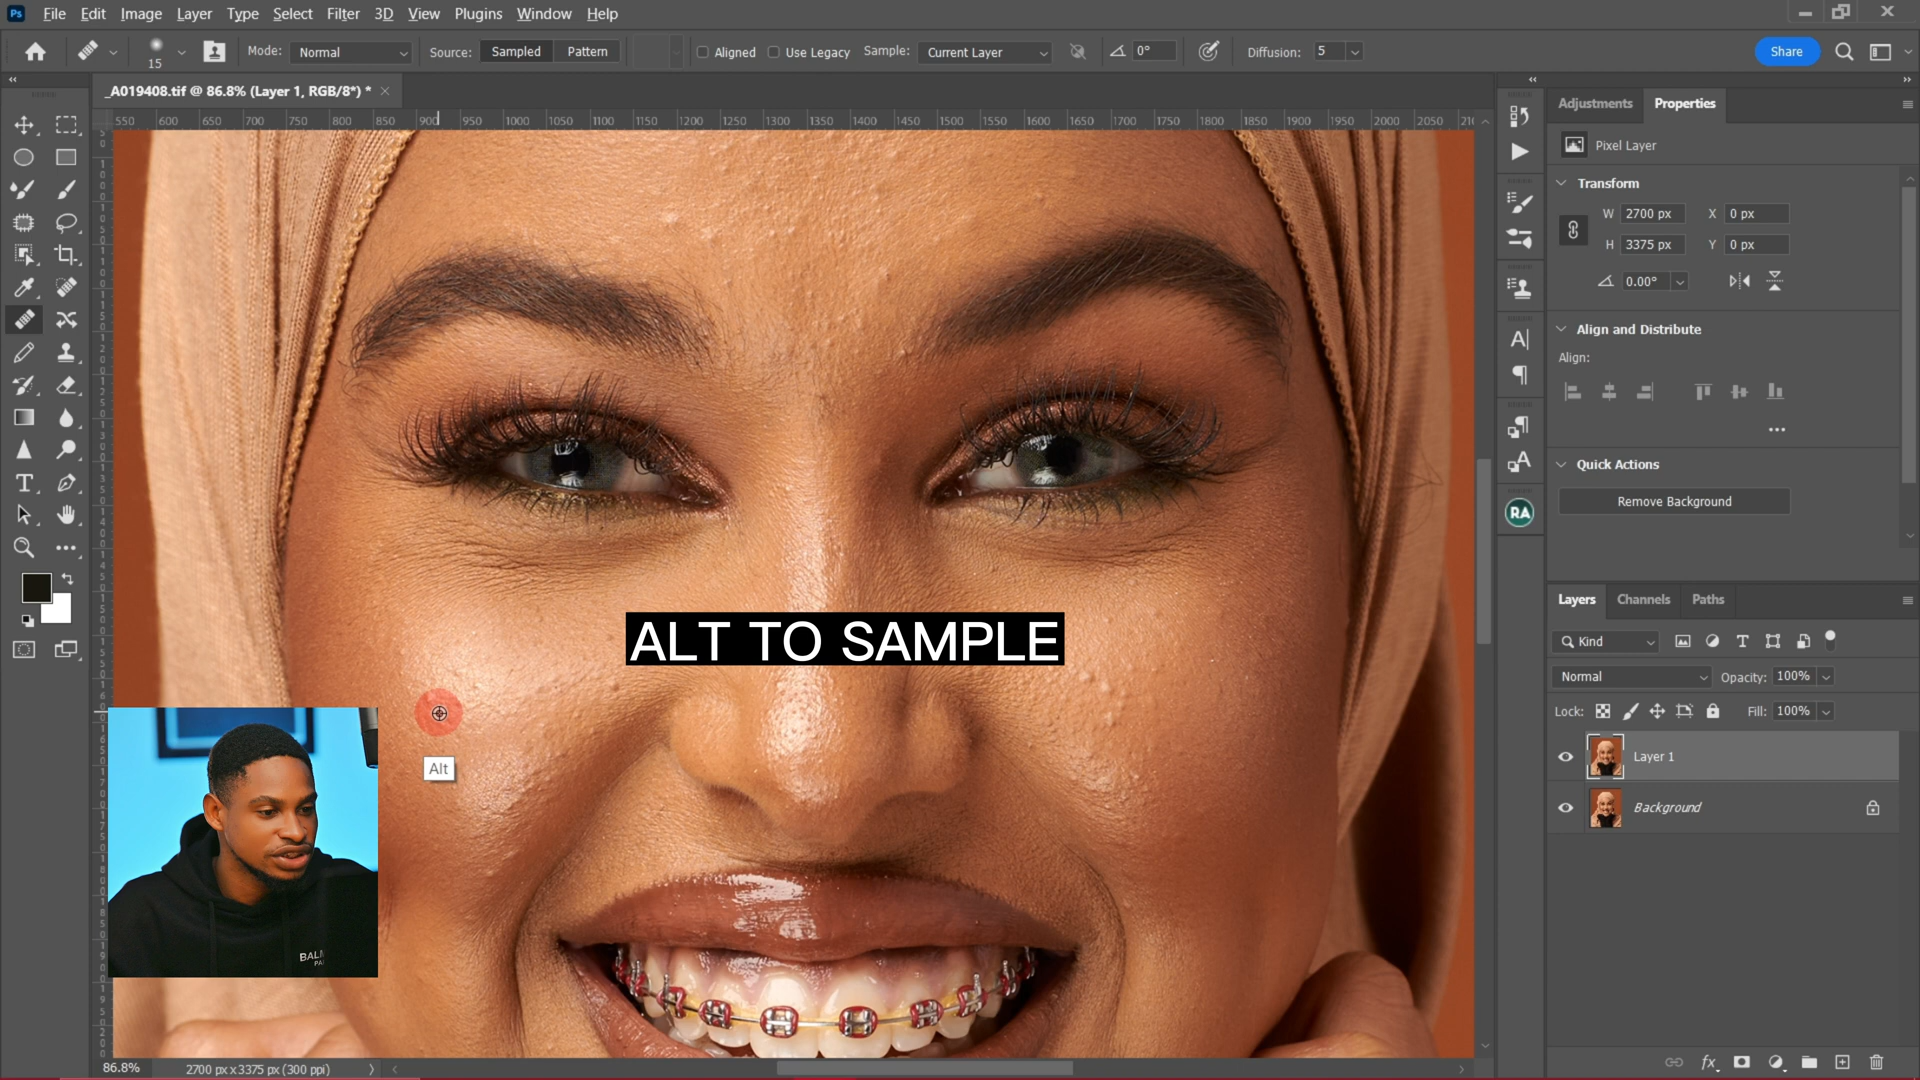 Ps File Edit Image Layer Type Select Filter 3D View Plugins Window Help
15 Mode: Normal Source: Sampled Pattern Aligned Use Legacy Sample: Current Layer 0° Diffusion: 5 Share
_A019408.tif @ 86.8% (Layer 1, RGB/8*) *
550 600 650 700 750 800 850 900 950 1000 1050 1100 1150 1200 1250 1300 1350 1400 1450 1500 1550 1600 1650 1700 1750 1800 1850 1900 1950 2000 2050
Adjustments Properties
Pixel Layer
Transform
W 2700 px X 0 px
H 3375 px Y 0 px
0.00°
Align and Distribute
Align:
Quick Actions
Remove Background
RA
ALT TO SAMPLE
Alt
BAL
PA
Layers Channels Paths
Kind
Normal Opacity: 100%
Lock: Fill: 100%
Layer 1
Background
fx
86.8% 2700 px x 3375 px (300 ppi)